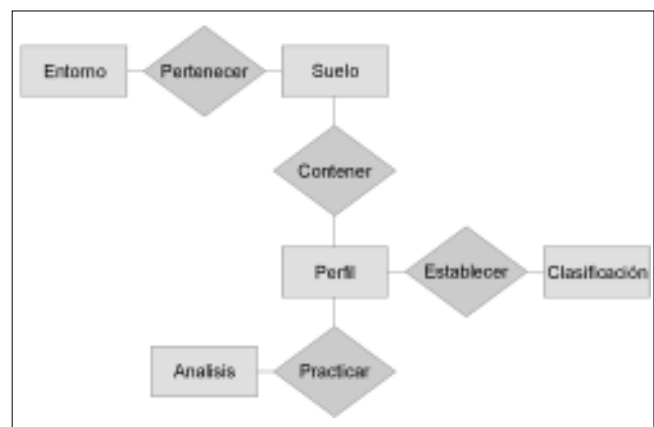 Entorno
Pertenecer
Suelo
Contener
Perfil
Establecer
Clasificación
Analisis
Practicar